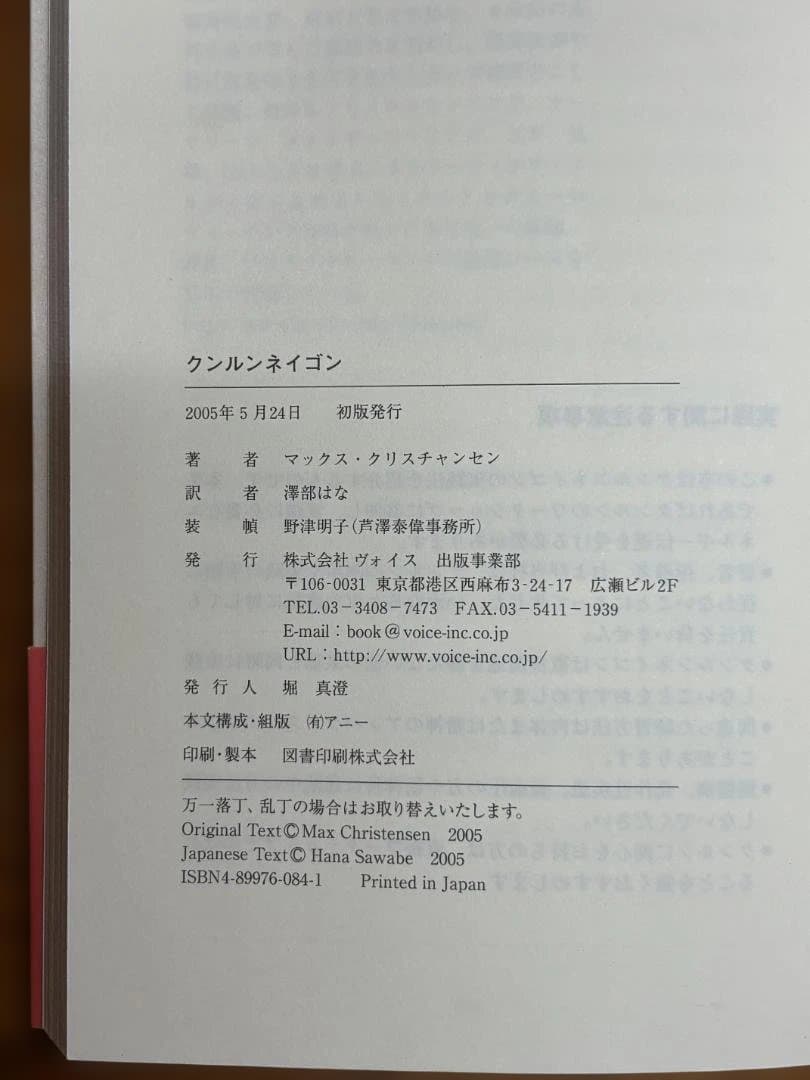 クンルンネイゴン
2005年5月24日　初版発行
著　者　マックス・クリスチャンセン
訳　者　澤部はな
装　幀　野津明子(芦澤泰偉事務所)
発　行　株式会社 ヴォイス　出版事業部
〒106-0031 東京都港区西麻布3-24-17　広瀬ビル2F
TEL.03－3408－7473　FAX.03－5411－1939
E-mail：book＠voice-inc.co.jp
URL：http://www.voice-inc.co.jp/
発 行 人　堀　真澄
本文構成・組版　㈲アニー
印刷・製本　図書印刷株式会社
万一落丁、乱丁の場合はお取り替えいたします。
Original Text© Max Christensen　2005
Japanese Text© Hana Sawabe　2005
ISBN4-89976-084-1　　Printed in Japan